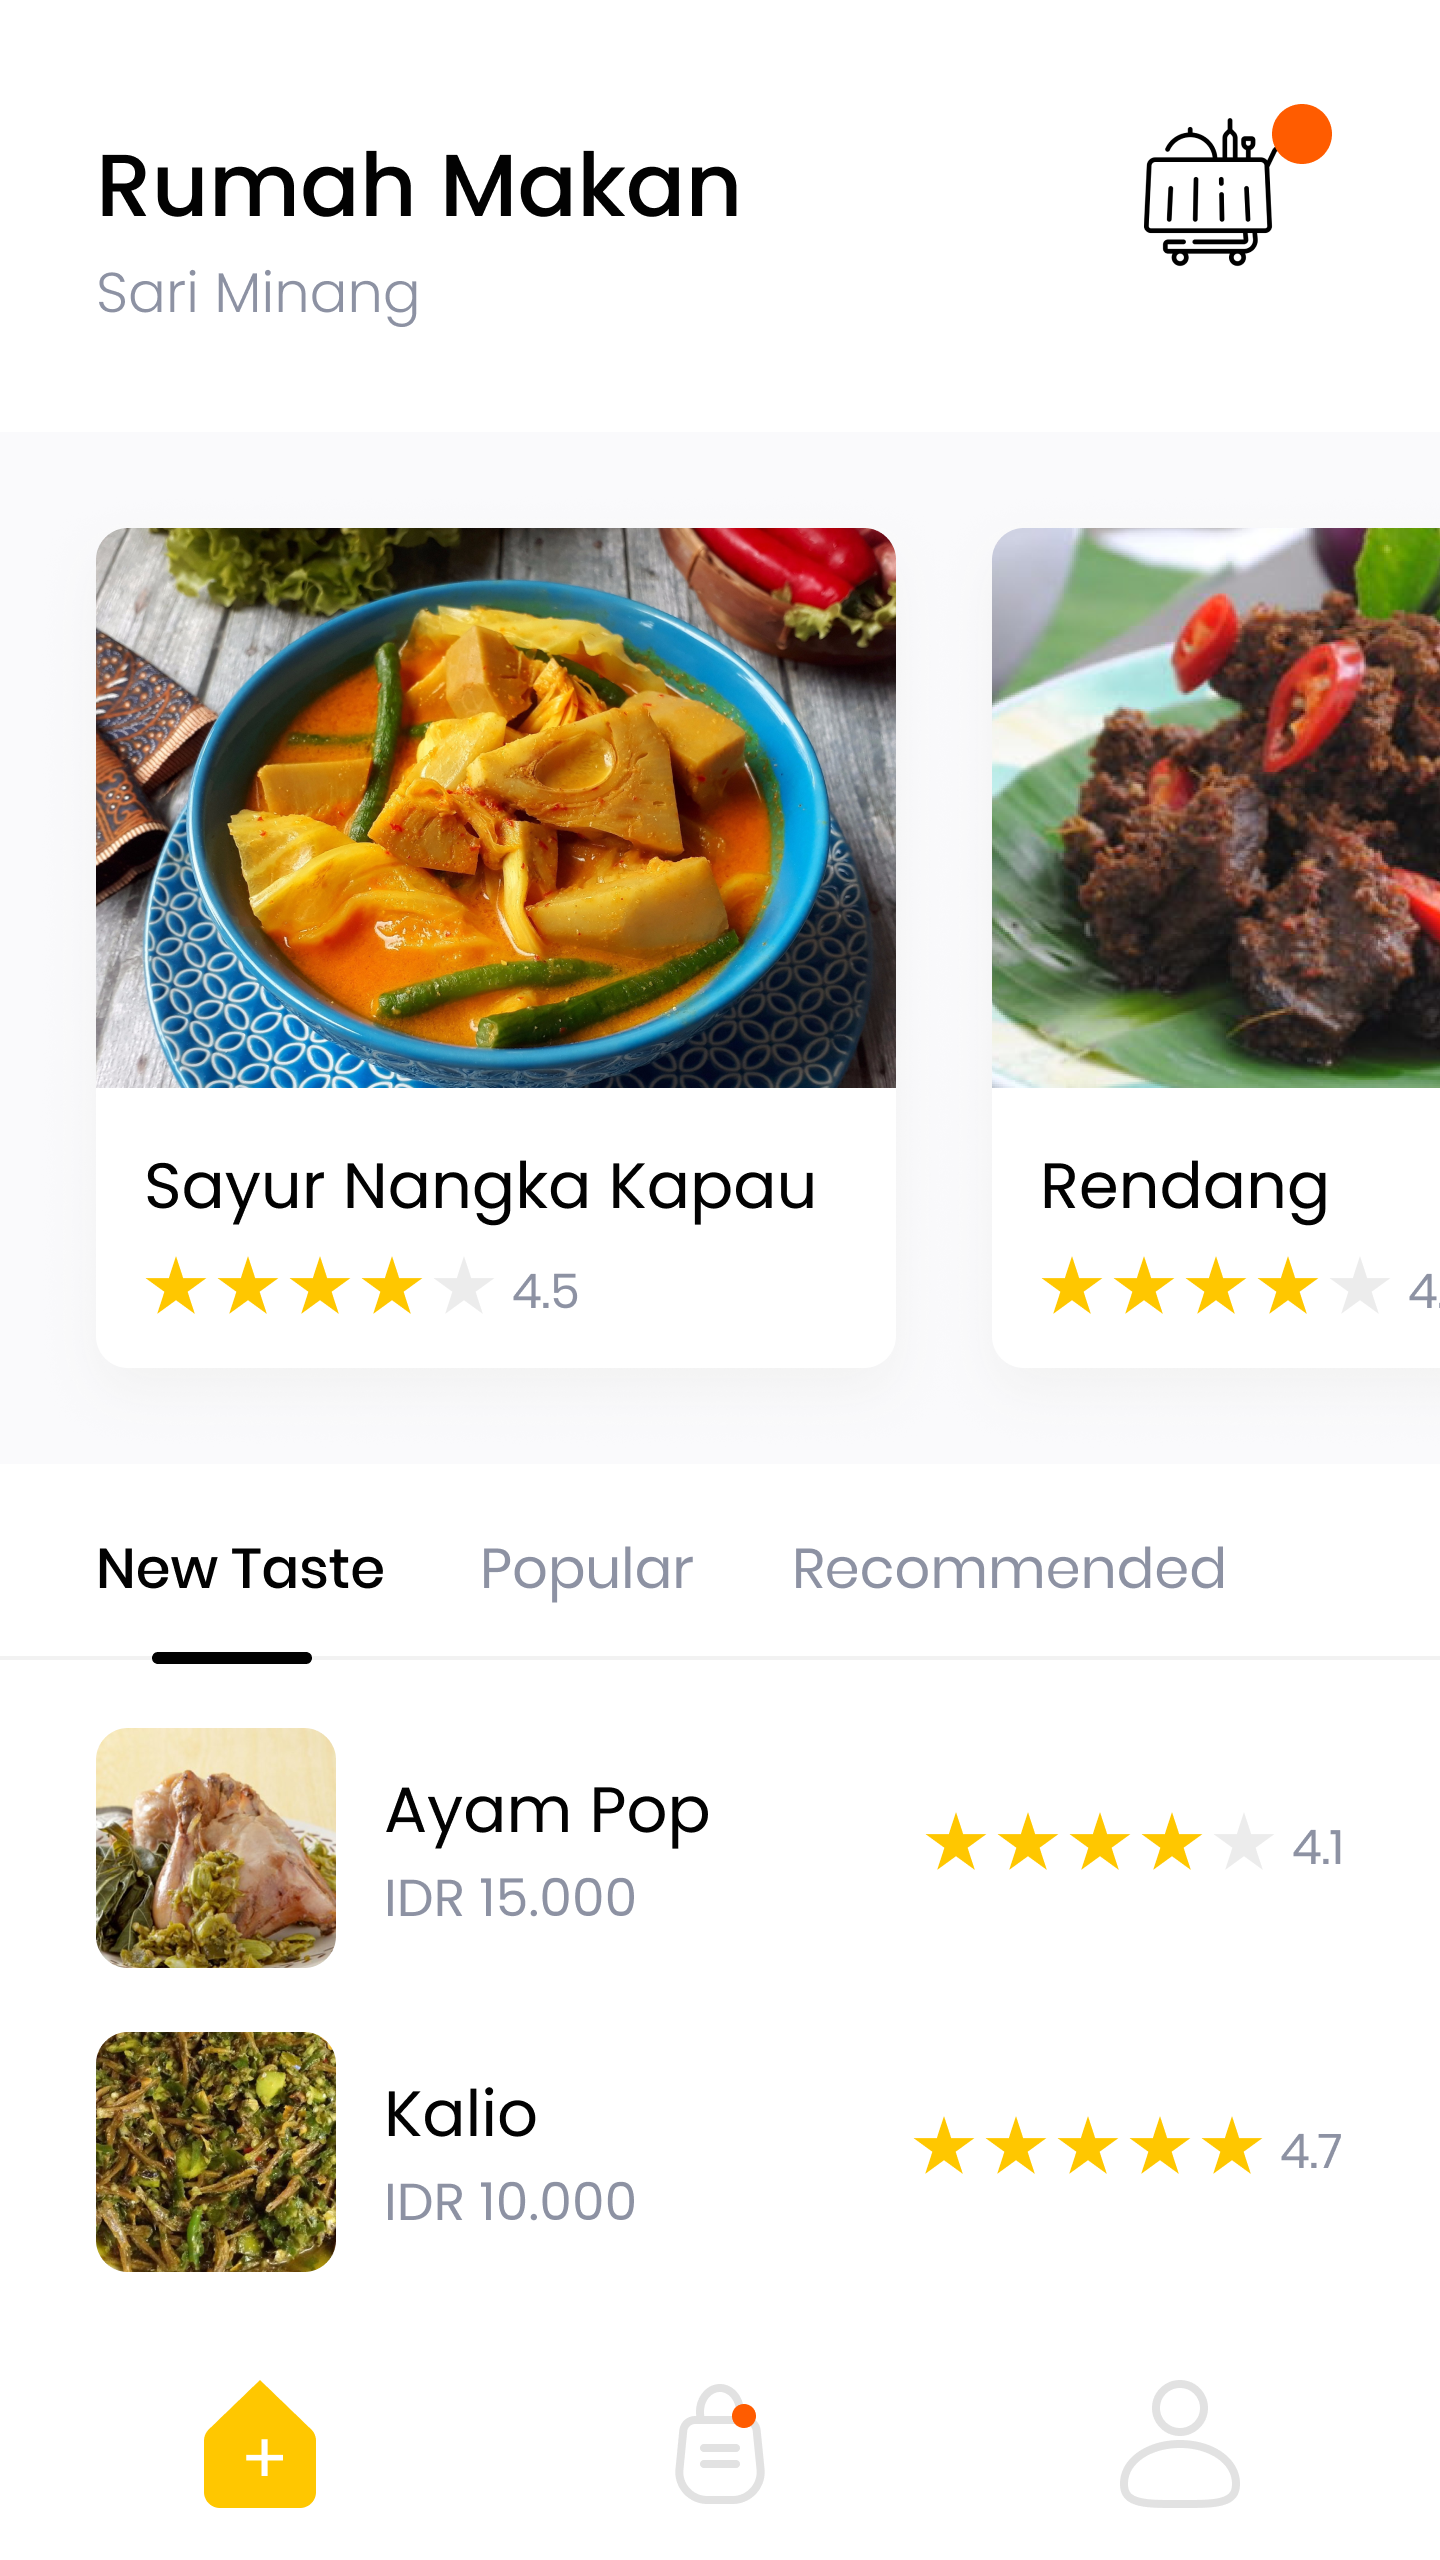 Rumah Makan
Sari Minang
Sayur Nangka Kapau
4.5
Rendang
4.
New Taste
Popular
Recommended
Ayam Pop
IDR 15.000
4.1
Kalio
IDR 10.000
4.7